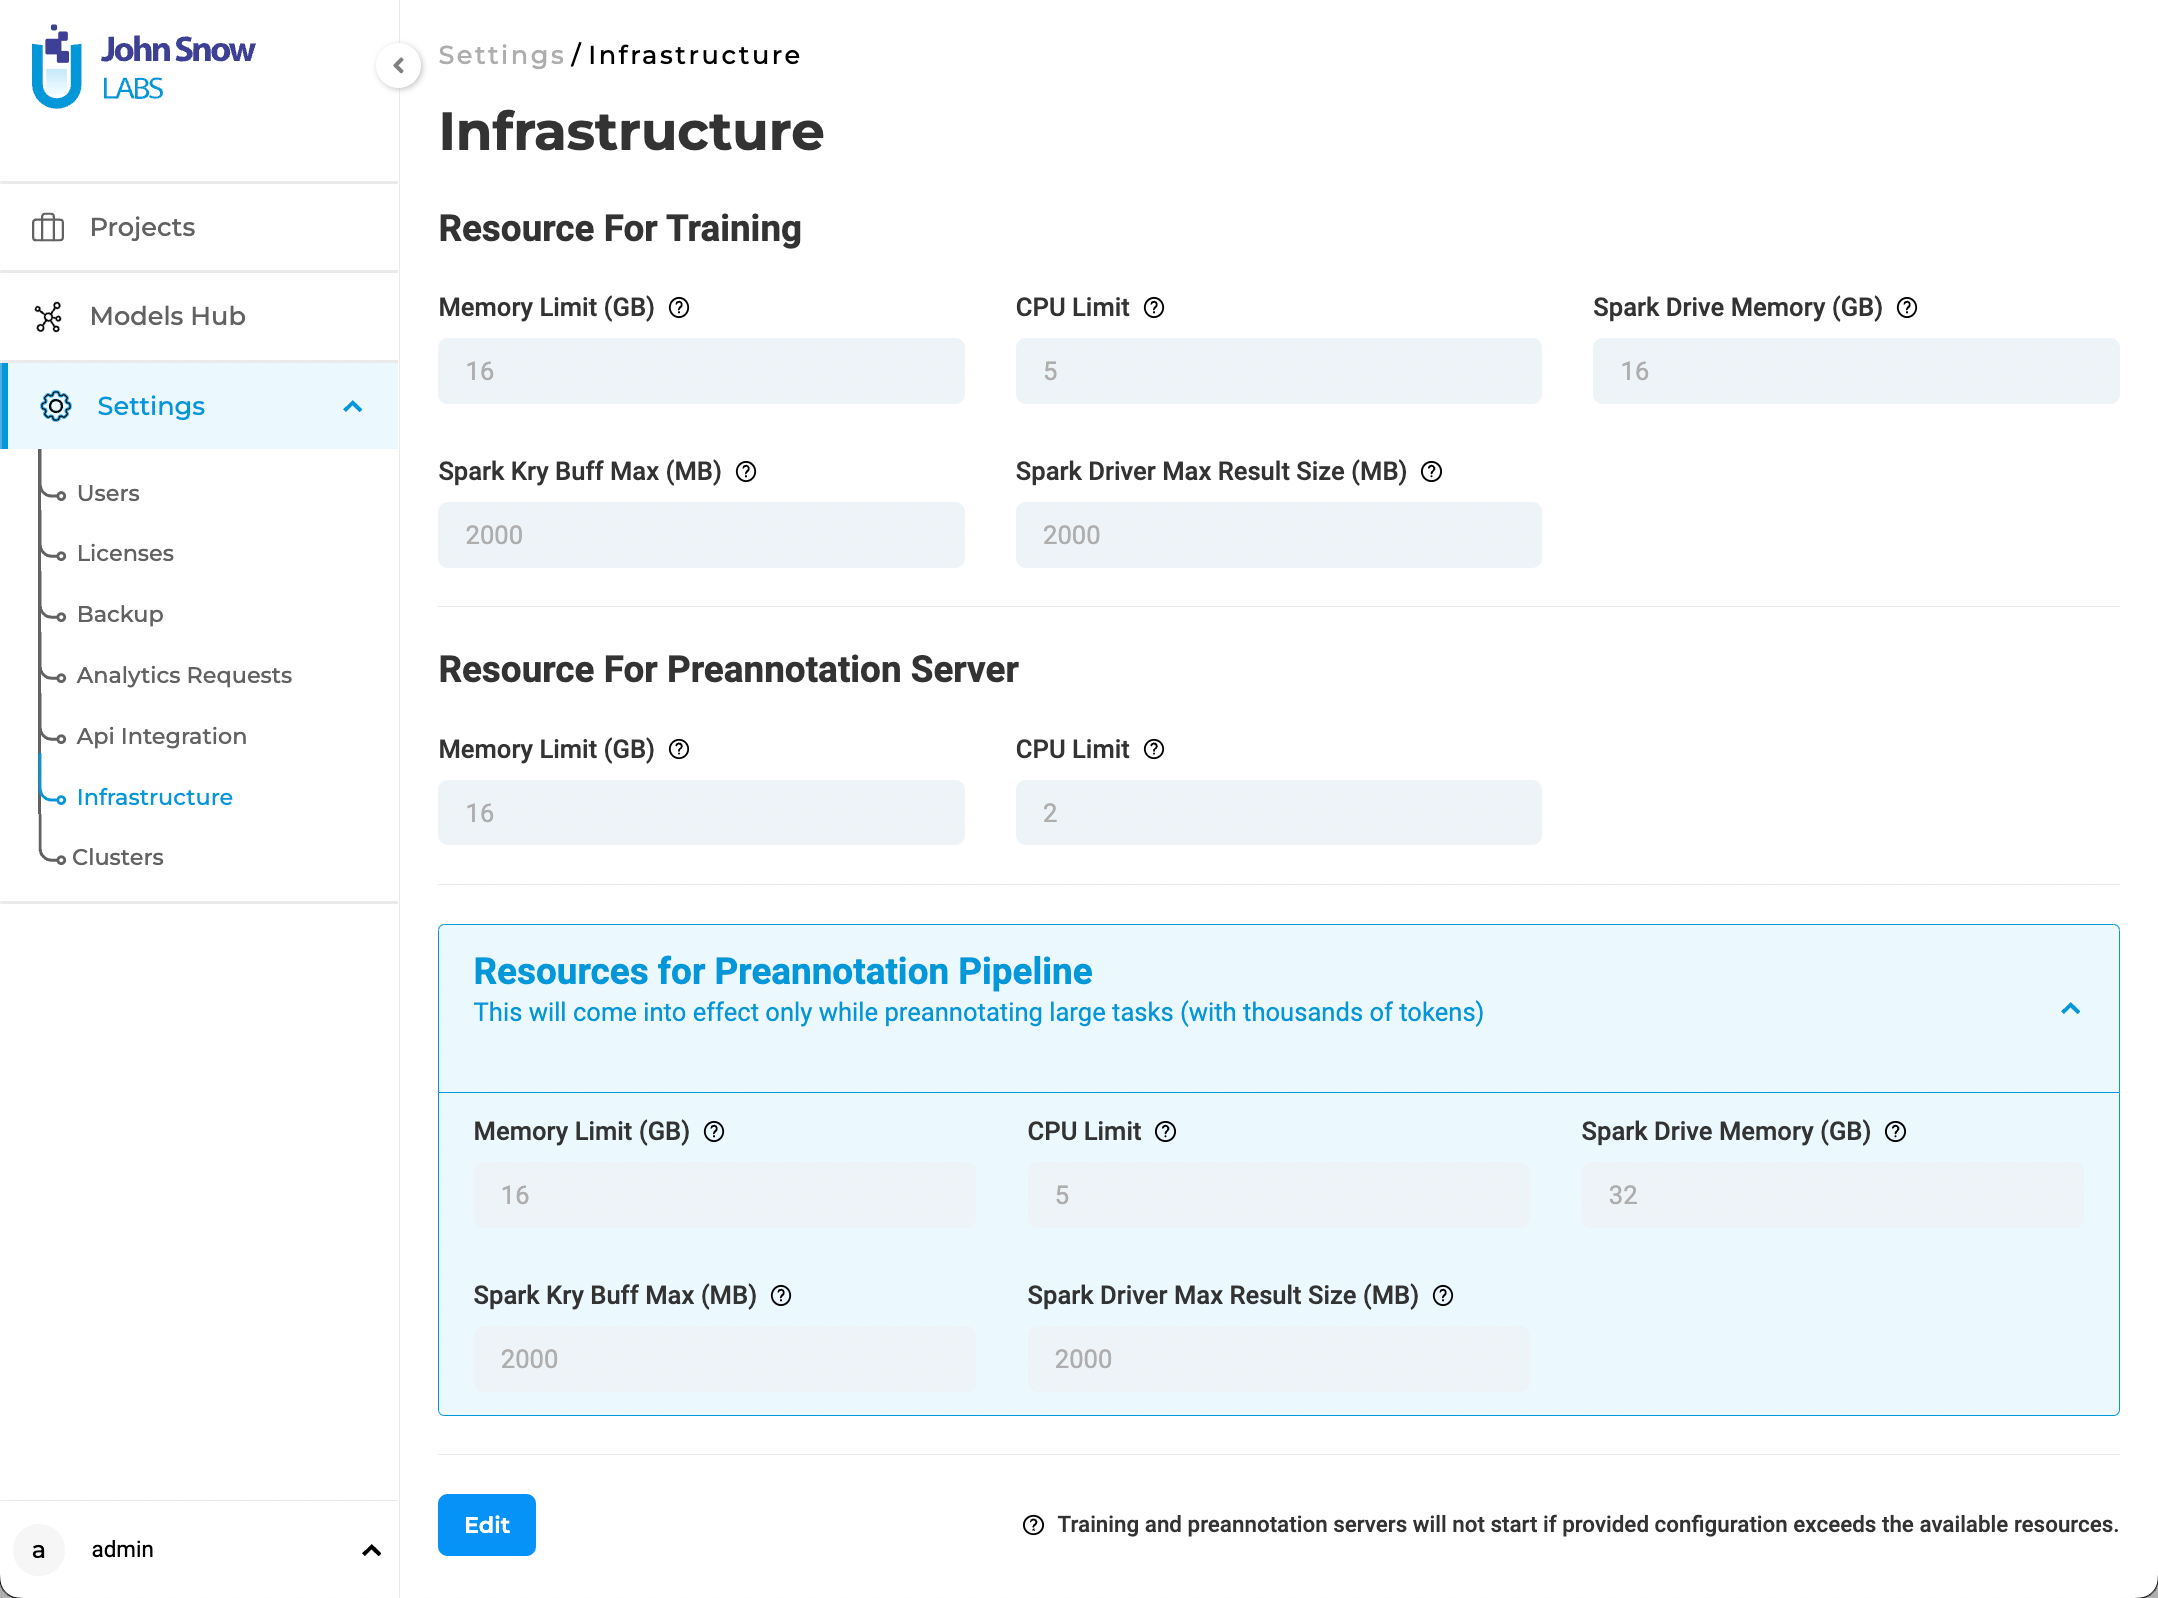 John Snow
LABS
Projects
Models Hub
Settings
Users
Licenses
Backup
Analytics Requests
Api Integration
Infrastructure
Clusters
a admin
Settings / Infrastructure
Infrastructure
Resource For Training
Memory Limit (GB) CPU Limit Spark Drive Memory (GB)
16 5 16
Spark Kry Buff Max (MB) Spark Driver Max Result Size (MB)
2000 2000
Resource For Preannotation Server
Memory Limit (GB) CPU Limit
16 2
Resources for Preannotation Pipeline
This will come into effect only while preannotating large tasks (with thousands of tokens)
Memory Limit (GB) CPU Limit Spark Drive Memory (GB)
16 5 32
Spark Kry Buff Max (MB) Spark Driver Max Result Size (MB)
2000 2000
Edit Training and preannotation servers will not start if provided configuration exceeds the available resources.